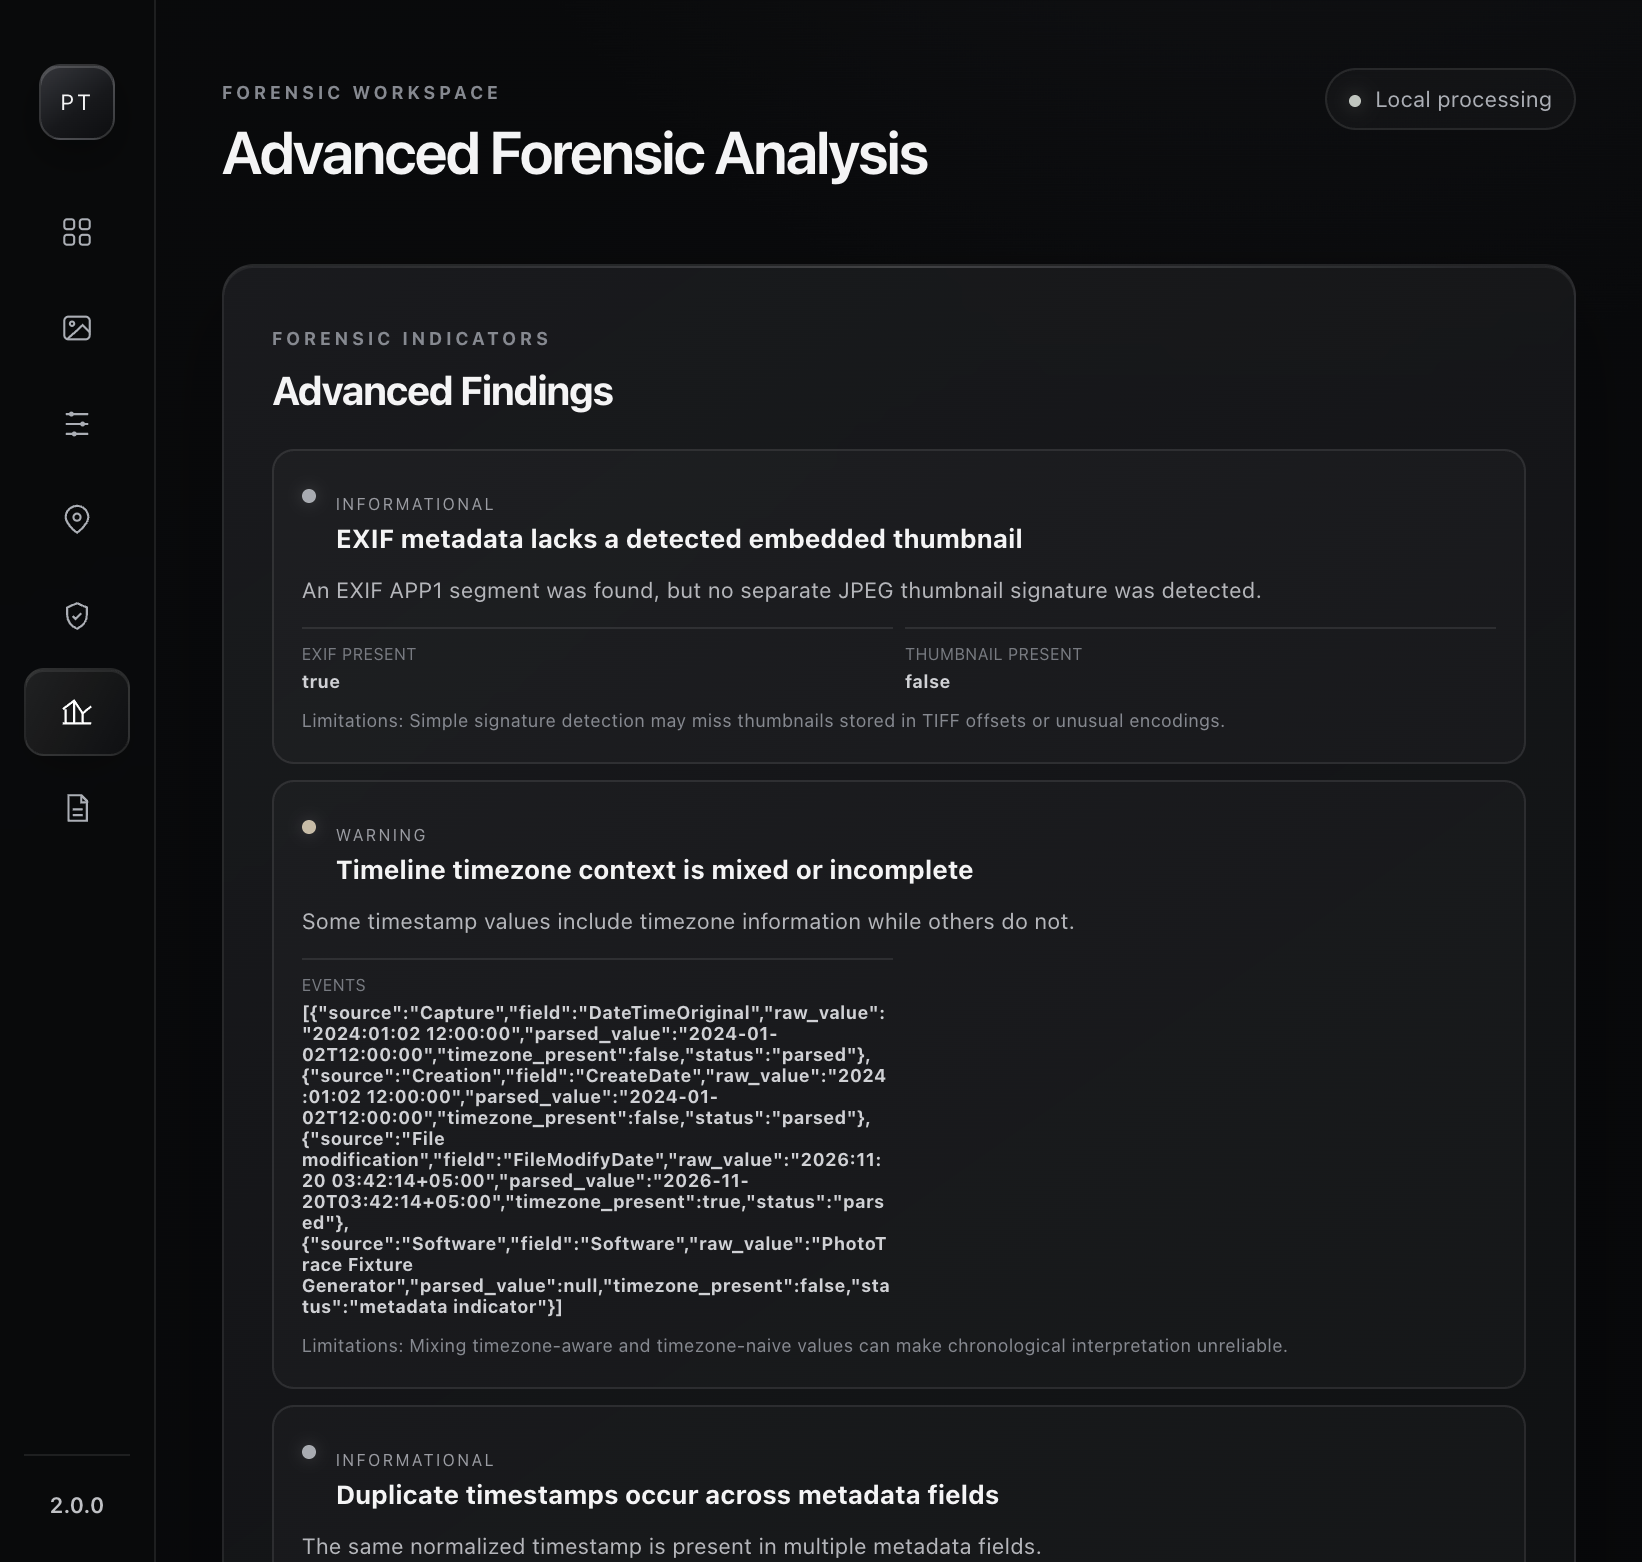 PT
FORENSIC WORKSPACE
Advanced Forensic Analysis
Local processing
FORENSIC INDICATORS
Advanced Findings
INFORMATIONAL
EXIF metadata lacks a detected embedded thumbnail
An EXIF APP1 segment was found, but no separate JPEG thumbnail signature was detected.
EXIF PRESENT
true
THUMBNAIL PRESENT
false
Limitations: Simple signature detection may miss thumbnails stored in TIFF offsets or unusual encodings.
WARNING
Timeline timezone context is mixed or incomplete
Some timestamp values include timezone information while others do not.
EVENTS
[{"source":"Capture","field":"DateTimeOriginal","raw_value":
"2024:01:02 12:00:00","parsed_value":"2024-01-
02T12:00:00","timezone_present":false,"status":"parsed"},
{"source":"Creation","field":"CreateDate","raw_value":"2024
:01:02 12:00:00","parsed_value":"2024-01-
02T12:00:00","timezone_present":false,"status":"parsed"},
{"source":"File
modification","field":"FileModifyDate","raw_value":"2026:11:
20 03:42:14+05:00","parsed_value":"2026-11-
20T03:42:14+05:00","timezone_present":true,"status":"pars
ed"},
{"source":"Software","field":"Software","raw_value":"PhotoT
race Fixture
Generator","parsed_value":null,"timezone_present":false,"sta
tus":"metadata indicator"}]
Limitations: Mixing timezone-aware and timezone-naive values can make chronological interpretation unreliable.
INFORMATIONAL
Duplicate timestamps occur across metadata fields
The same normalized timestamp is present in multiple metadata fields.
2.0.0